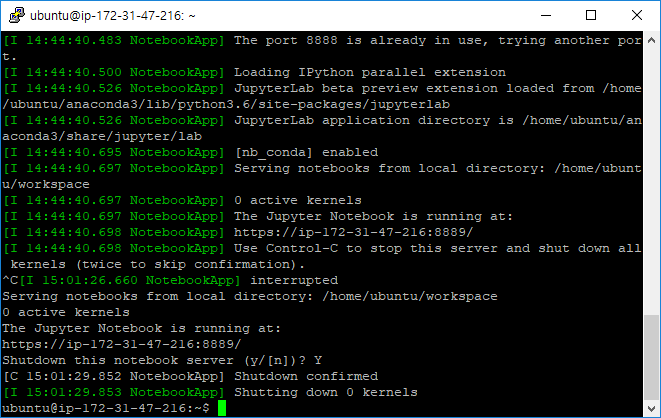 ubuntu@ip-172-31-47-216: ~
[I 14:44:40.483 NotebookApp] The port 8888 is already in use, trying another por
t.
[I 14:44:40.500 NotebookApp] Loading IPython parallel extension
[I 14:44:40.526 NotebookApp] JupyterLab beta preview extension loaded from /home
/ubuntu/anaconda3/lib/python3.6/site-packages/jupyterlab
[I 14:44:40.526 NotebookApp] JupyterLab application directory is /home/ubuntu/an
aconda3/share/jupyter/lab
[I 14:44:40.695 NotebookApp] [nb_conda] enabled
[I 14:44:40.697 NotebookApp] Serving notebooks from local directory: /home/ubunt
u/workspace
[I 14:44:40.697 NotebookApp] 0 active kernels
[I 14:44:40.697 NotebookApp] The Jupyter Notebook is running at:
[I 14:44:40.698 NotebookApp] https://ip-172-31-47-216:8889/
[I 14:44:40.698 NotebookApp] Use Control-C to stop this server and shut down all
 kernels (twice to skip confirmation).
^C[I 15:01:26.660 NotebookApp] interrupted
Serving notebooks from local directory: /home/ubuntu/workspace
0 active kernels
The Jupyter Notebook is running at:
https://ip-172-31-47-216:8889/
Shutdown this notebook server (y/[n])? Y
[C 15:01:29.852 NotebookApp] Shutdown confirmed
[I 15:01:29.853 NotebookApp] Shutting down 0 kernels
ubuntu@ip-172-31-47-216:~$